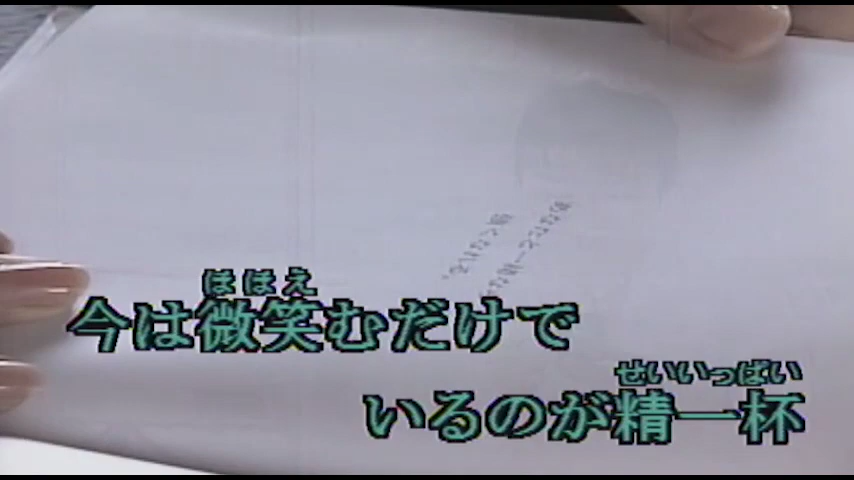 ほほえ
今は微笑むだけで
せいいっぱい
いるのが精一杯